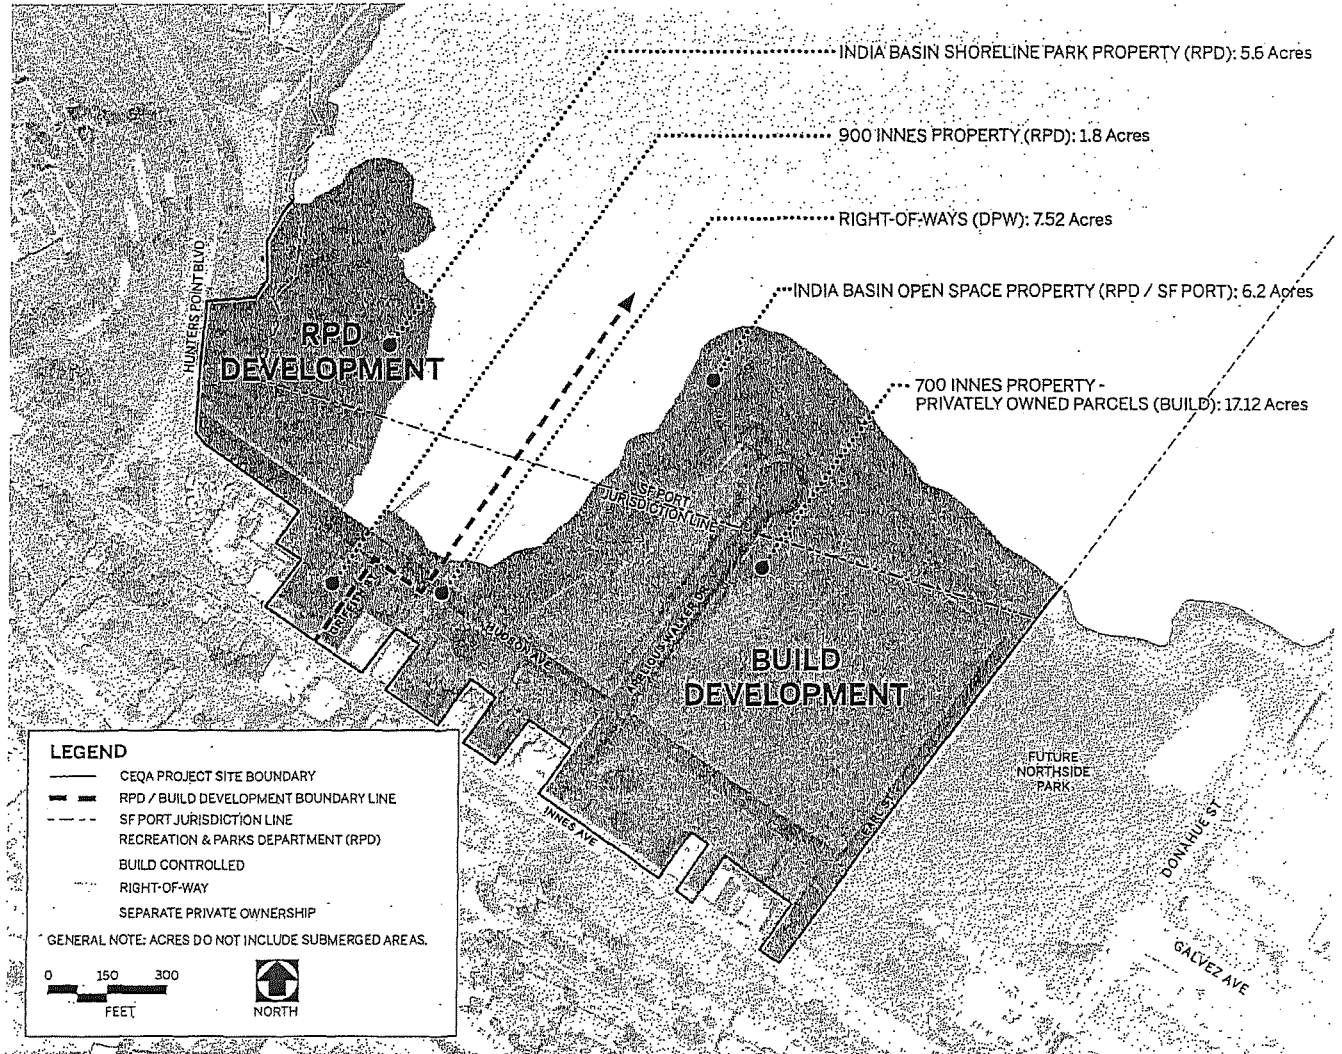 INDIA BASIN SHORELINE PARK PROPERTY (RPD): 5.6 Acres
900 INNES PROPERTY (RPD): 1.8 Acres
RIGHT-OF-WAYS (DPW): 7.52 Acres
INDIA BASIN OPEN SPACE PROPERTY (RPD / SF PORT): 6.2 Acres
700 INNES PROPERTY -
PRIVATELY OWNED PARCELS (BUILD): 17.12 Acres
HUNTERS POINT BLVD
RPD
DEVELOPMENT
SF PORT
JURISDICTION LINE
GRIFFITH ST
HUDSON AVE
ARELIOUS WALKER DR
BUILD
DEVELOPMENT
EARL ST
INNES AVE
FUTURE
NORTHSIDE
PARK
DONAHUE ST
GALVEZ AVE
LEGEND
CEQA PROJECT SITE BOUNDARY
RPD / BUILD DEVELOPMENT BOUNDARY LINE
SF PORT JURISDICTION LINE
RECREATION & PARKS DEPARTMENT (RPD)
BUILD CONTROLLED
RIGHT-OF-WAY
SEPARATE PRIVATE OWNERSHIP
GENERAL NOTE: ACRES DO NOT INCLUDE SUBMERGED AREAS.
0 150 300
FEET
NORTH